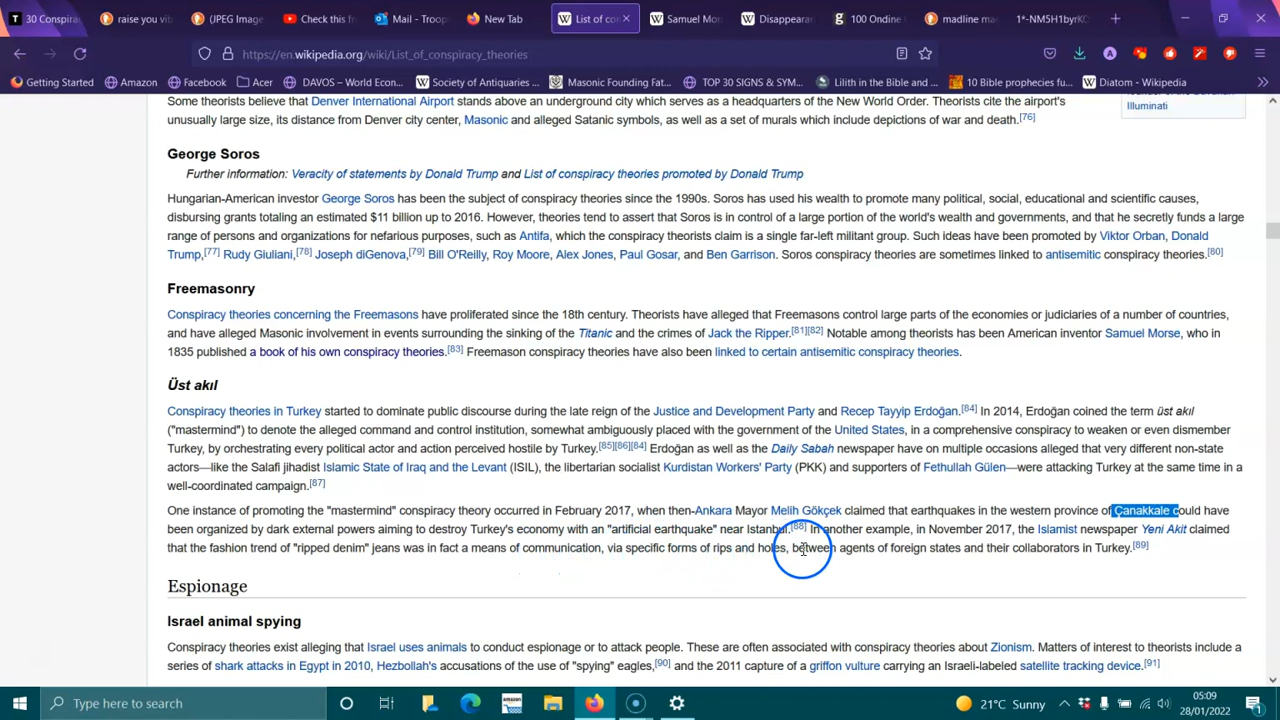 30 Conspira
raise you vib
(JPEG Imag
Check this fr
Mail - Troop
New Tab
List of con
Samuel Mor
Disappearan
100 Ondine
madline ma
1*-NM5H1byrKC
https://en.wikipedia.org/wiki/List_of_conspiracy_theories
Getting Started
Amazon
Facebook
Acer
DAVOS – World Econ...
Society of Antiquaries ...
Masonic Founding Fat...
TOP 30 SIGNS & SYM...
Lilith in the Bible and ...
10 Bible prophecies fu...
Diatom - Wikipedia
Some theorists believe that Denver International Airport stands above an underground city which serves as a headquarters of the New World Order. Theorists cite the airport's
unusually large size, its distance from Denver city center, Masonic and alleged Satanic symbols, as well as a set of murals which include depictions of war and death.[76]
Illuminati
George Soros
Further information: Veracity of statements by Donald Trump and List of conspiracy theories promoted by Donald Trump
Hungarian-American investor George Soros has been the subject of conspiracy theories since the 1990s. Soros has used his wealth to promote many political, social, educational and scientific causes,
disbursing grants totaling an estimated $11 billion up to 2016. However, theories tend to assert that Soros is in control of a large portion of the world's wealth and governments, and that he secretly funds a large
range of persons and organizations for nefarious purposes, such as Antifa, which the conspiracy theorists claim is a single far-left militant group. Such ideas have been promoted by Viktor Orban, Donald
Trump,[77] Rudy Giuliani,[78] Joseph diGenova,[79] Bill O'Reilly, Roy Moore, Alex Jones, Paul Gosar, and Ben Garrison. Soros conspiracy theories are sometimes linked to antisemitic conspiracy theories.[80]
Freemasonry
Conspiracy theories concerning the Freemasons have proliferated since the 18th century. Theorists have alleged that Freemasons control large parts of the economies or judiciaries of a number of countries,
and have alleged Masonic involvement in events surrounding the sinking of the Titanic and the crimes of Jack the Ripper.[81][82] Notable among theorists has been American inventor Samuel Morse, who in
1835 published a book of his own conspiracy theories.[83] Freemason conspiracy theories have also been linked to certain antisemitic conspiracy theories.
Üst akıl
Conspiracy theories in Turkey started to dominate public discourse during the late reign of the Justice and Development Party and Recep Tayyip Erdoğan.[84] In 2014, Erdoğan coined the term üst akıl
("mastermind") to denote the alleged command and control institution, somewhat ambiguously placed with the government of the United States, in a comprehensive conspiracy to weaken or even dismember
Turkey, by orchestrating every political actor and action perceived hostile by Turkey.[85][86][84] Erdoğan as well as the Daily Sabah newspaper have on multiple occasions alleged that very different non-state
actors—like the Salafi jihadist Islamic State of Iraq and the Levant (ISIL), the libertarian socialist Kurdistan Workers' Party (PKK) and supporters of Fethullah Gülen—were attacking Turkey at the same time in a
well-coordinated campaign.[87]
One instance of promoting the "mastermind" conspiracy theory occurred in February 2017, when then-Ankara Mayor Melih Gökçek claimed that earthquakes in the western province of Çanakkale could have
been organized by dark external powers aiming to destroy Turkey's economy with an "artificial earthquake" near Istanbul.[88] In another example, in November 2017, the Islamist newspaper Yeni Akit claimed
that the fashion trend of "ripped denim" jeans was in fact a means of communication, via specific forms of rips and holes, between agents of foreign states and their collaborators in Turkey.[89]
Espionage
Israel animal spying
Conspiracy theories exist alleging that Israel uses animals to conduct espionage or to attack people. These are often associated with conspiracy theories about Zionism. Matters of interest to theorists include a
series of shark attacks in Egypt in 2010, Hezbollah's accusations of the use of "spying" eagles,[90] and the 2011 capture of a griffon vulture carrying an Israeli-labeled satellite tracking device.[91]
Type here to search
21°C Sunny
05:09
28/01/2022